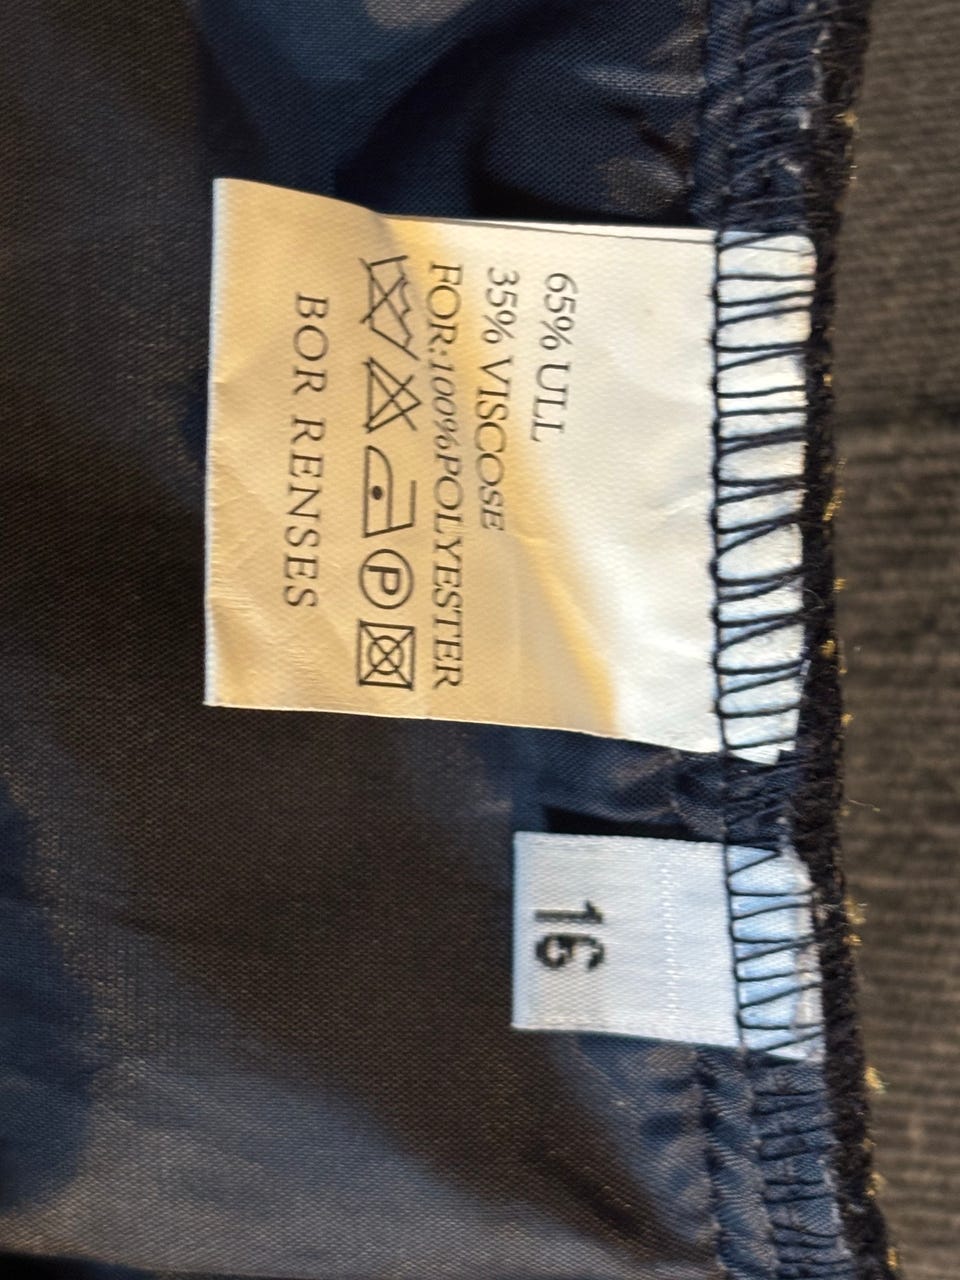 65% ULL
35% VISCOSE
FOR:100%POLYESTER
P
BOR RENSES
16